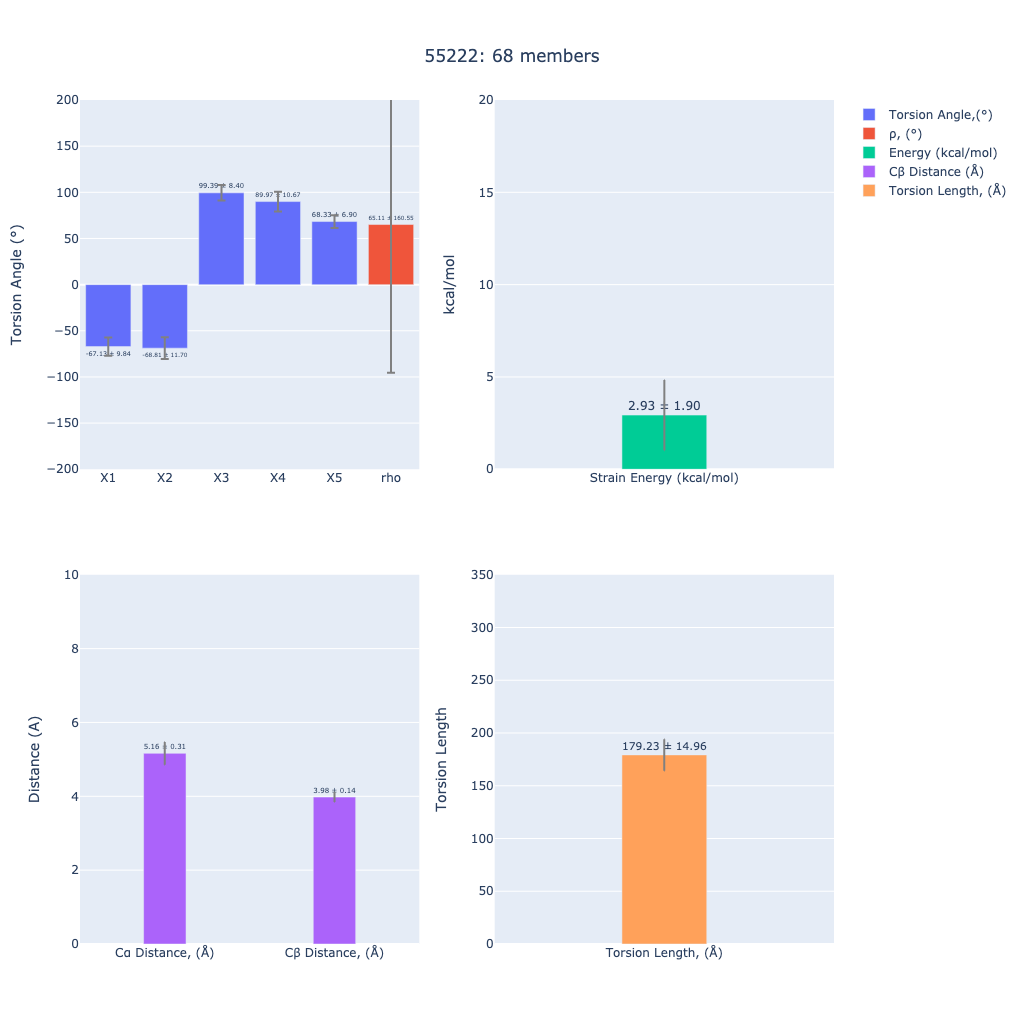 55222: 68 members
200
150
100
50
0
−50
−100
−150
−200
Torsion Angle (°)
-67.13 ± 9.84
-68.81 ± 11.70
99.39 ± 8.40
89.97 ± 10.67
68.33 ± 6.90
65.11 ± 160.55
X1
X2
X3
X4
X5
rho
20
15
10
5
0
kcal/mol
2.93 ± 1.90
Strain Energy (kcal/mol)
Torsion Angle,(°)
ρ, (°)
Energy (kcal/mol)
Cβ Distance (Å)
Torsion Length, (Å)
10
8
6
4
2
0
Distance (A)
5.16 ± 0.31
3.98 ± 0.14
Cα Distance, (Å)
Cβ Distance, (Å)
350
300
250
200
150
100
50
0
Torsion Length
179.23 ± 14.96
Torsion Length, (Å)